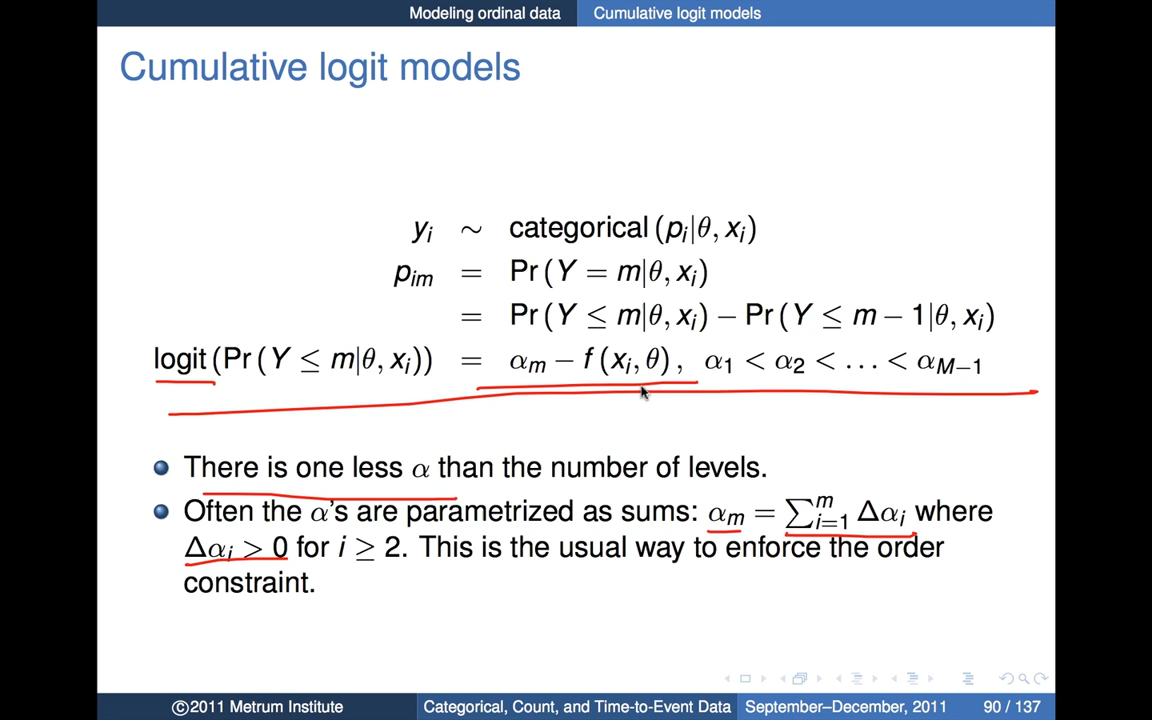 Modeling ordinal data Cumulative logit models
Cumulative logit models
yᵢ ∼ categorical (pᵢ|θ, xᵢ)
pᵢₘ = Pr (Y = m|θ, xᵢ)
= Pr (Y ≤ m|θ, xᵢ) − Pr (Y ≤ m − 1|θ, xᵢ)
logit (Pr (Y ≤ m|θ, xᵢ)) = αₘ − f (xᵢ, θ) , α₁ < α₂ < … < α_{M−1}
There is one less α than the number of levels.
Often the α's are parametrized as sums: αₘ = ∑ᵢ₌₁ᵐ Δαᵢ where
Δαᵢ > 0 for i ≥ 2. This is the usual way to enforce the order
constraint.
©2011 Metrum Institute Categorical, Count, and Time-to-Event Data September–December, 2011 90 / 137